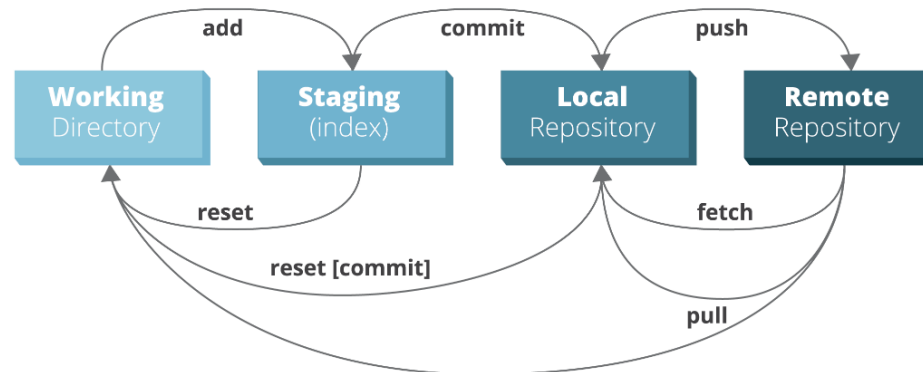 add
commit
push
Working
Directory
Staging
(index)
Local
Repository
Remote
Repository
reset
fetch
reset [commit]
pull